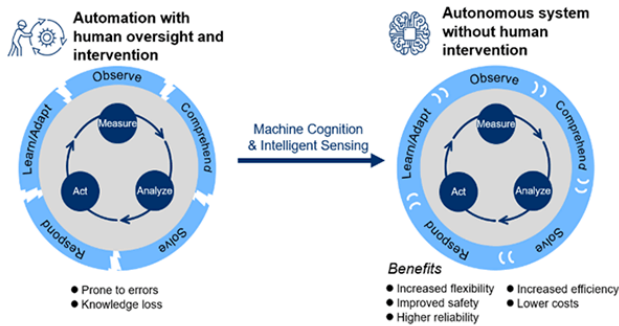 Automation with
human oversight and
intervention
Observe
Comprehend
Solve
Respond
Learn/Adapt
Measure
Analyze
Act
Prone to errors
Knowledge loss
Machine Cognition
& Intelligent Sensing
Autonomous system
without human
intervention
Observe
Comprehend
Solve
Respond
Learn/Adapt
Measure
Analyze
Act
Benefits
Increased flexibility
Improved safety
Higher reliability
Increased efficiency
Lower costs